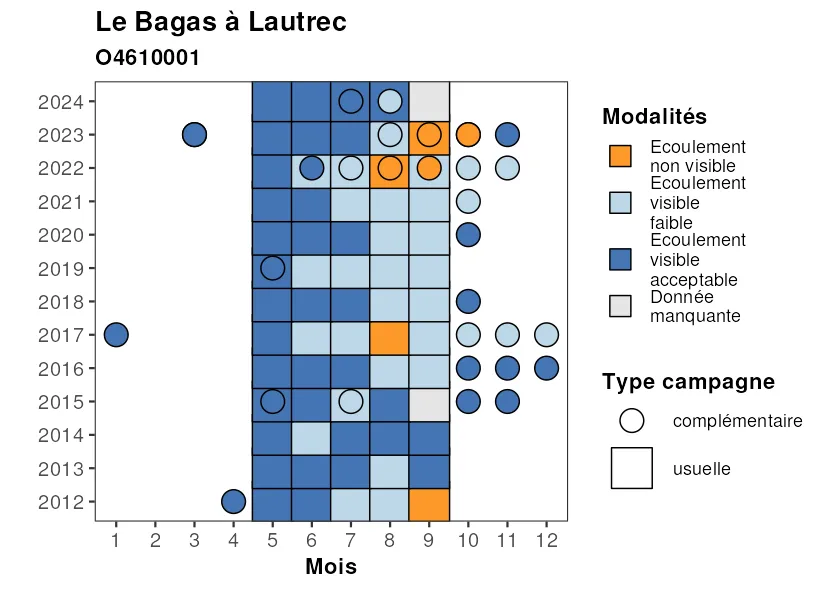 Le Bagas à Lautrec
O4610001
2024
2023
2022
2021
2020
2019
2018
2017
2016
2015
2014
2013
2012
1 2 3 4 5 6 7 8 9 10 11 12
Mois
Modalités
Ecoulement
non visible
Ecoulement
visible
faible
Ecoulement
visible
acceptable
Donnée
manquante
Type campagne
complémentaire
usuelle